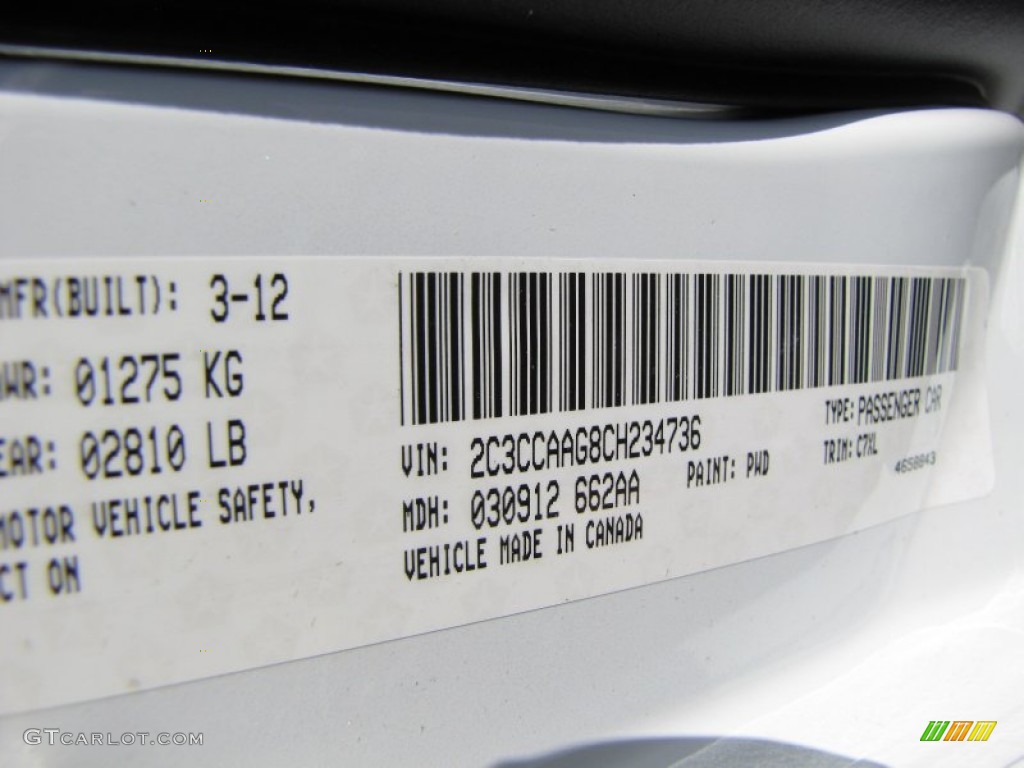 MFR(BUILT): 3-12
WR: 01275 KG
EAR: 02810 LB
MOTOR VEHICLE SAFETY,
CT ON
VIN: 2C3CCAAG8CH234736
TYPE: PASSENGER CAR
MDH: 030912 662AA
PAINT: PWD
TRIM: C7XL
VEHICLE MADE IN CANADA
4658843
GTCARLOT.COM